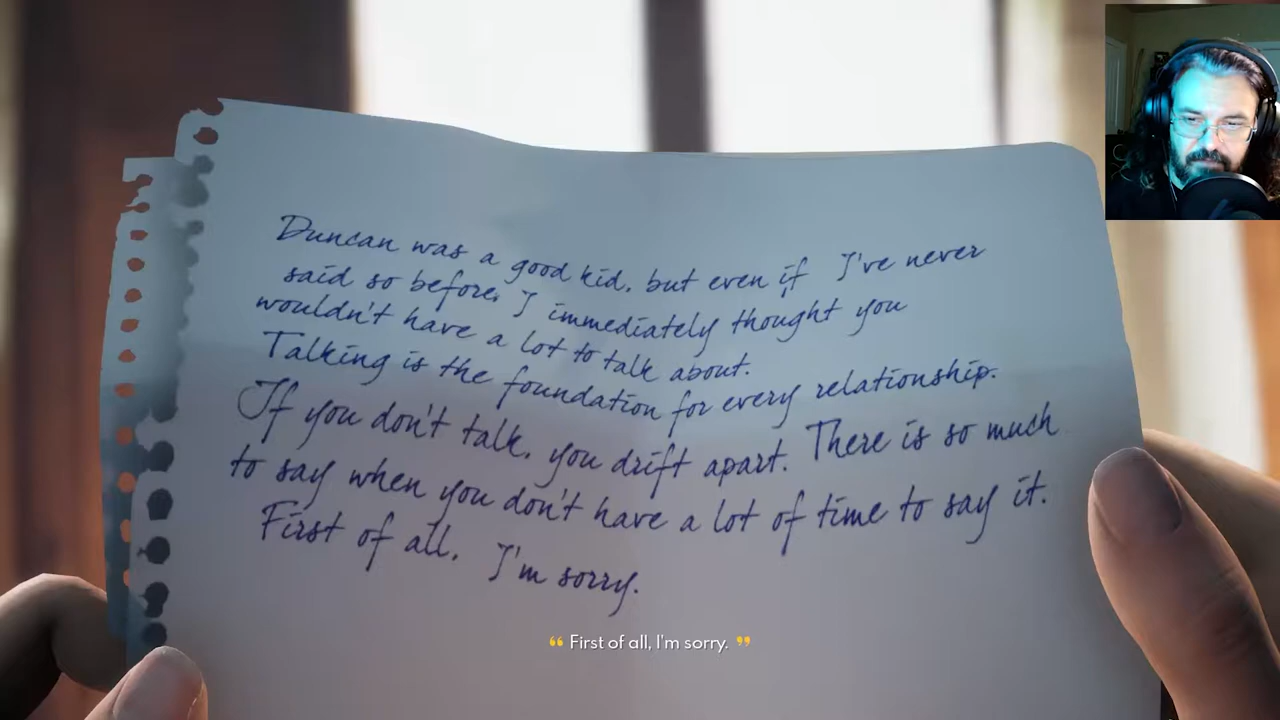 Duncan was a good kid, but even if I've never
said so before, I immediately thought you
wouldn't have a lot to talk about.
Talking is the foundation for every relationship.
If you don't talk, you drift apart. There is so much
to say when you don't have a lot of time to say it.
First of all, I'm sorry.
“ First of all, I'm sorry. ”